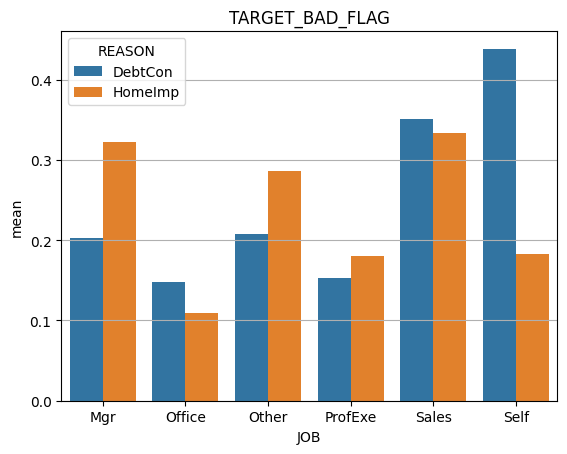 TARGET_BAD_FLAG
REASON
DebtCon
HomeImp
mean
0.4
0.3
0.2
0.1
0.0
Mgr Office Other ProfExe Sales Self
JOB